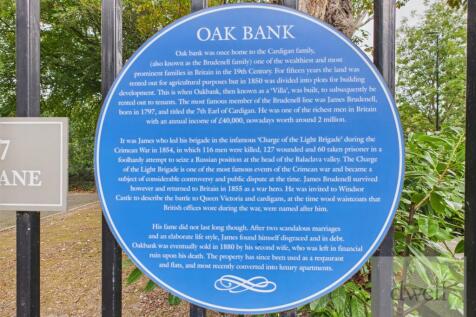 OAK BANK
Oak bank was once home to the Cardigan family,
(also known as the Brudenell family) one of the wealthiest and most
prominent families in Britain in the 19th Century. For fifteen years the land was
rented out for agricultural purposes but in 1850 was divided into plots for building
development. This is when Oakbank, then known as a 'Villa', was built, to subsequently be
rented out to tenants. The most famous member of the Brudenell line was James Brudenell,
born in 1797, and titled the 7th Earl of Cardigan. He was one of the richest men in Britain
with an annual income of £40,000, nowadays worth around 2 million.
It was James who led his brigade in the infamous 'Charge of the Light Brigade' during the
Crimean War in 1854, in which 116 men were killed, 127 wounded and 60 taken prisoner in a
foolhardy attempt to seize a Russian position at the head of the Balaclava valley. The Charge
of the Light Brigade is one of the most famous events of the Crimean war and became a
subject of considerable controversy and public dispute at the time. James Brudenell survived
however and returned to Britain in 1855 as a war hero. He was invited to Windsor
Castle to describe the battle to Queen Victoria and cardigans, at the time wool waistcoats that
British officers wore during the war, were named after him.
His fame did not last long though. After two scandalous marriages
and an elaborate life style, James found himself disgraced and in debt.
Oakbank was eventually sold in 1880 by his second wife, who was left in financial
ruin upon his death. The property has since been used as a restaurant
and flats, and most recently converted into luxury apartments.
7
ANE
dwell